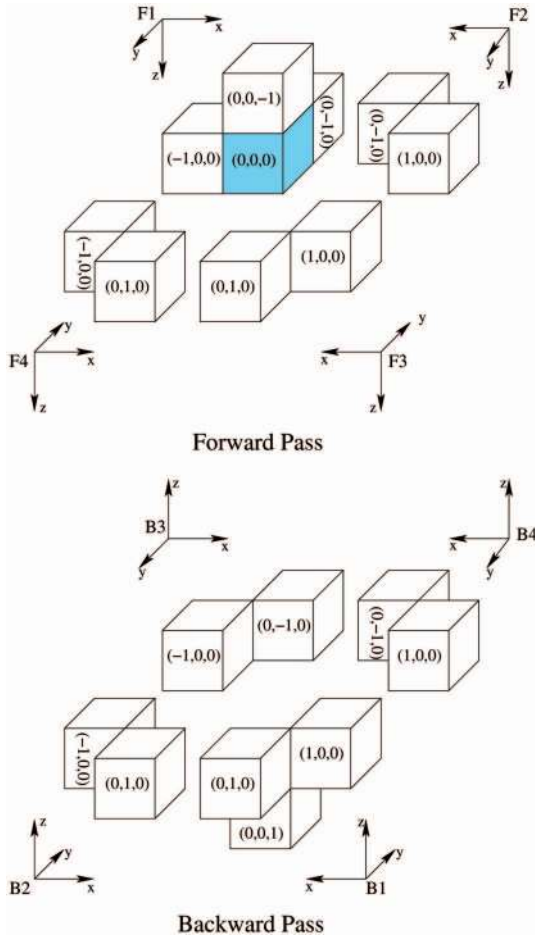 F1
x
y
z
F2
x
y
z
(0,0,−1)
(0,−1,0)
(−1,0,0)
(0,0,0)
(0,−1,0)
(1,0,0)
(−1,0,0)
(0,1,0)
(0,1,0)
(1,0,0)
y
F4
x
z
y
x
F3
z
Forward Pass
z
B3
x
y
z
x
B4
y
(−1,0,0)
(0,−1,0)
(0,−1,0)
(1,0,0)
(−1,0,0)
(0,1,0)
(0,1,0)
(1,0,0)
(0,0,1)
z
y
B2
x
z
y
x
B1
Backward Pass